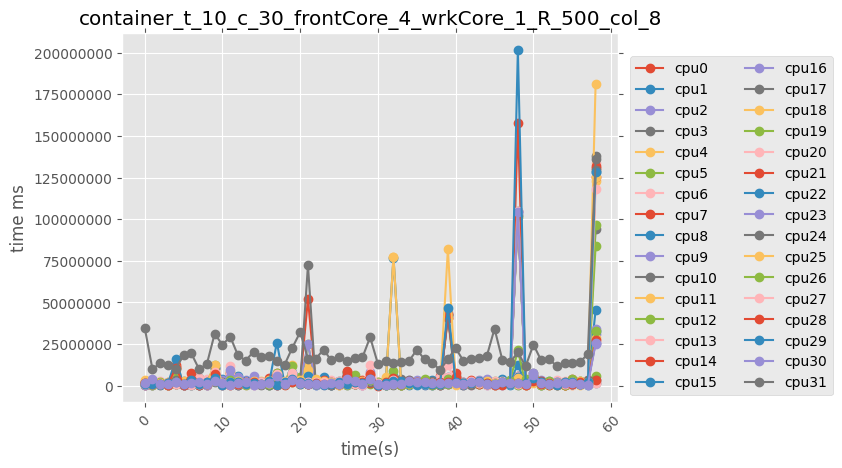 container_t_10_c_30_frontCore_4_wrkCore_1_R_500_col_8
time ms
200000000
175000000
150000000
125000000
100000000
75000000
50000000
25000000
0
0 10 20 30 40 50 60
time(s)
cpu0 cpu16
cpu1 cpu17
cpu2 cpu18
cpu3 cpu19
cpu4 cpu20
cpu5 cpu21
cpu6 cpu22
cpu7 cpu23
cpu8 cpu24
cpu9 cpu25
cpu10 cpu26
cpu11 cpu27
cpu12 cpu28
cpu13 cpu29
cpu14 cpu30
cpu15 cpu31